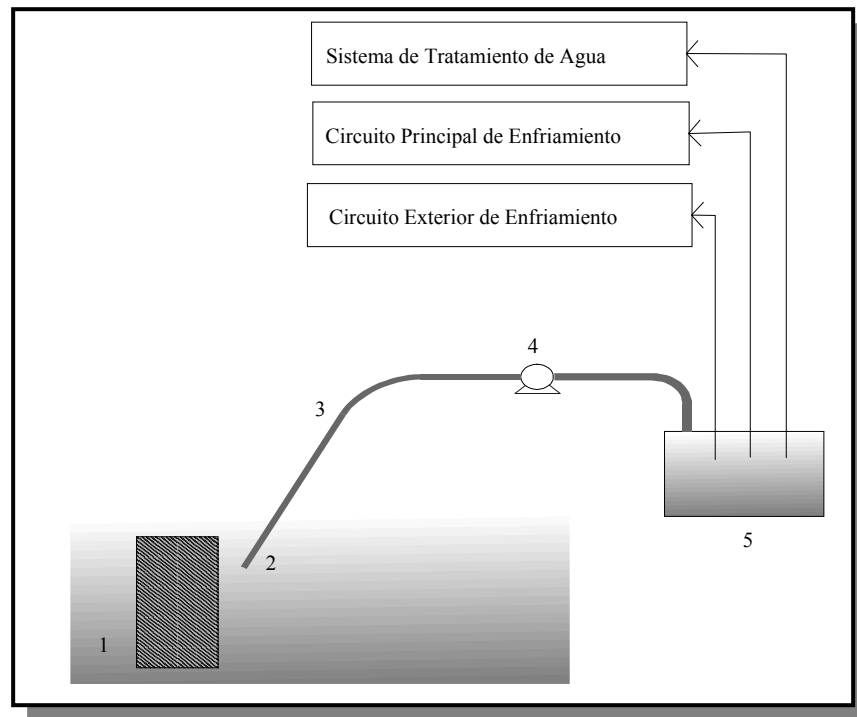 Sistema de Tratamiento de Agua
Circuito Principal de Enfriamiento
Circuito Exterior de Enfriamiento
4
3
2
5
1